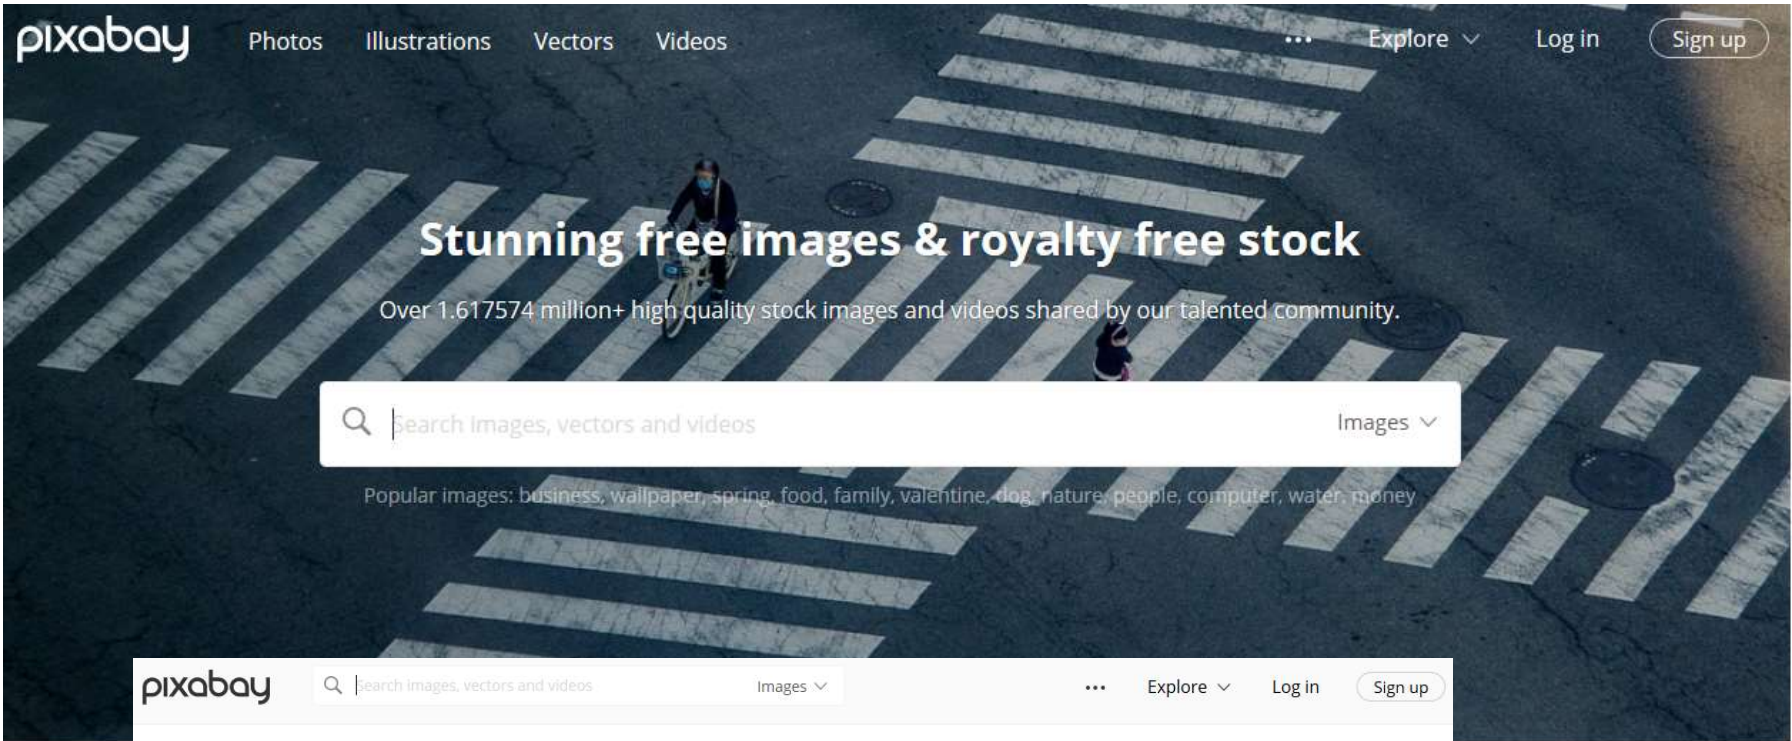 pixabay Photos Illustrations Vectors Videos ••• Explore Log in Sign up
Stunning free images & royalty free stock
Over 1.617574 million+ high quality stock images and videos shared by our talented community.
Search images, vectors and videos Images
Popular images: business, wallpaper, spring, food, family, valentine, dog, nature, people, computer, water, money
pixabay Search images, vectors and videos Images ••• Explore Log in Sign up